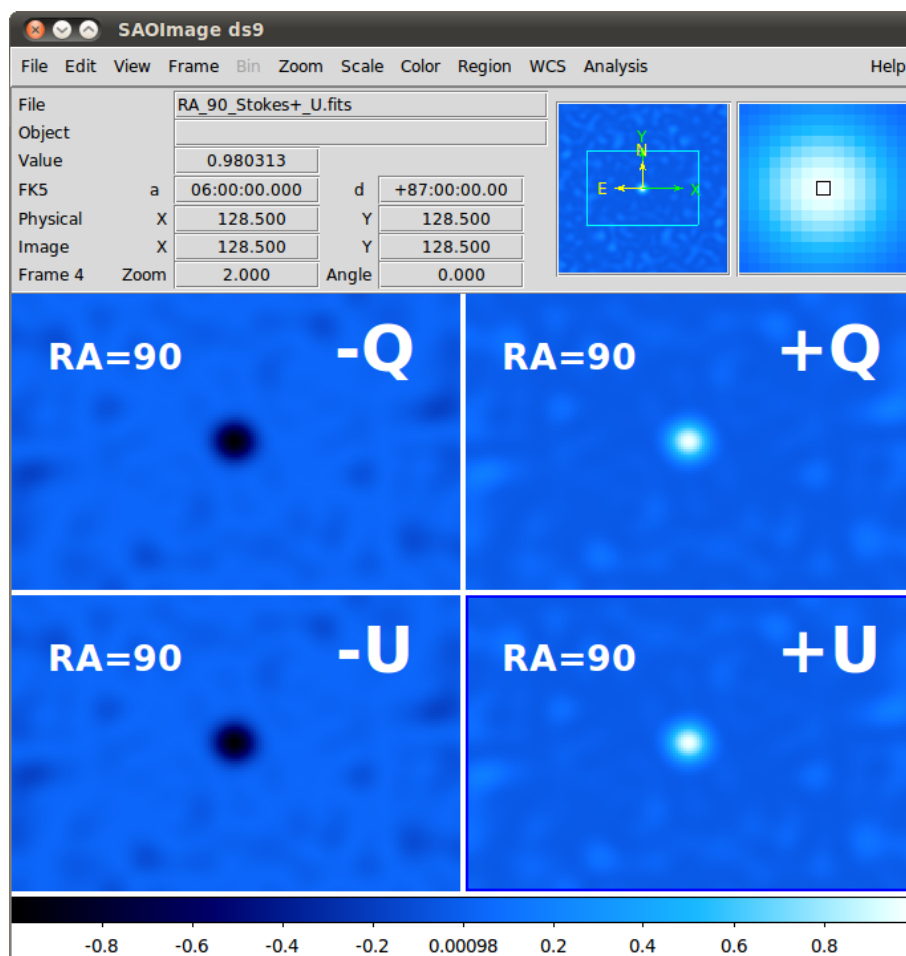 SAOImage ds9
File Edit View Frame Bin Zoom Scale Color Region WCS Analysis Help
File RA_90_Stokes+_U.fits
Object
Value 0.980313
FK5 a 06:00:00.000 d +87:00:00.00
Physical X 128.500 Y 128.500
Image X 128.500 Y 128.500
Frame 4 Zoom 2.000 Angle 0.000
Y
N
E X
RA=90 -Q RA=90 +Q
RA=90 -U RA=90 +U
-0.8 -0.6 -0.4 -0.2 0.00098 0.2 0.4 0.6 0.8